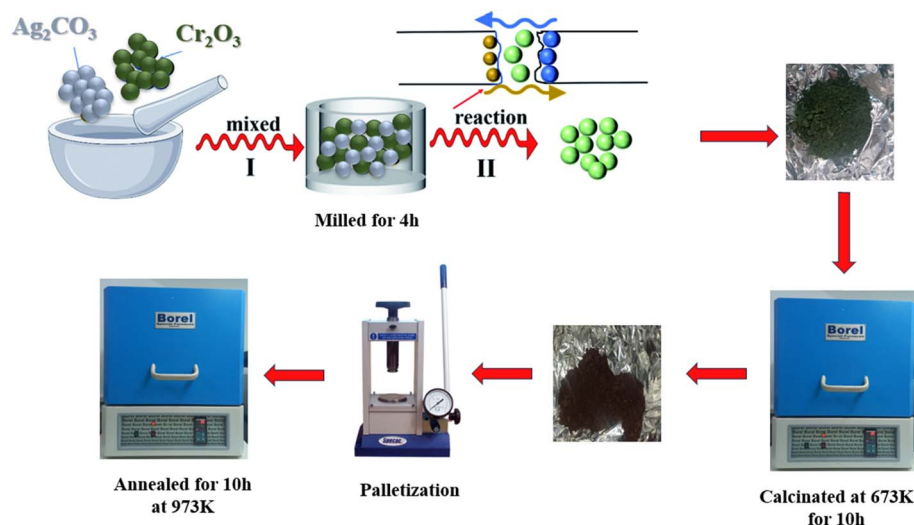 Ag₂CO₃
Cr₂O₃
mixed
I
reaction
II
Milled for 4h
Borel
Borel
Specac
Annealed for 10h
at 973K
Palletization
Calcinated at 673K
for 10h